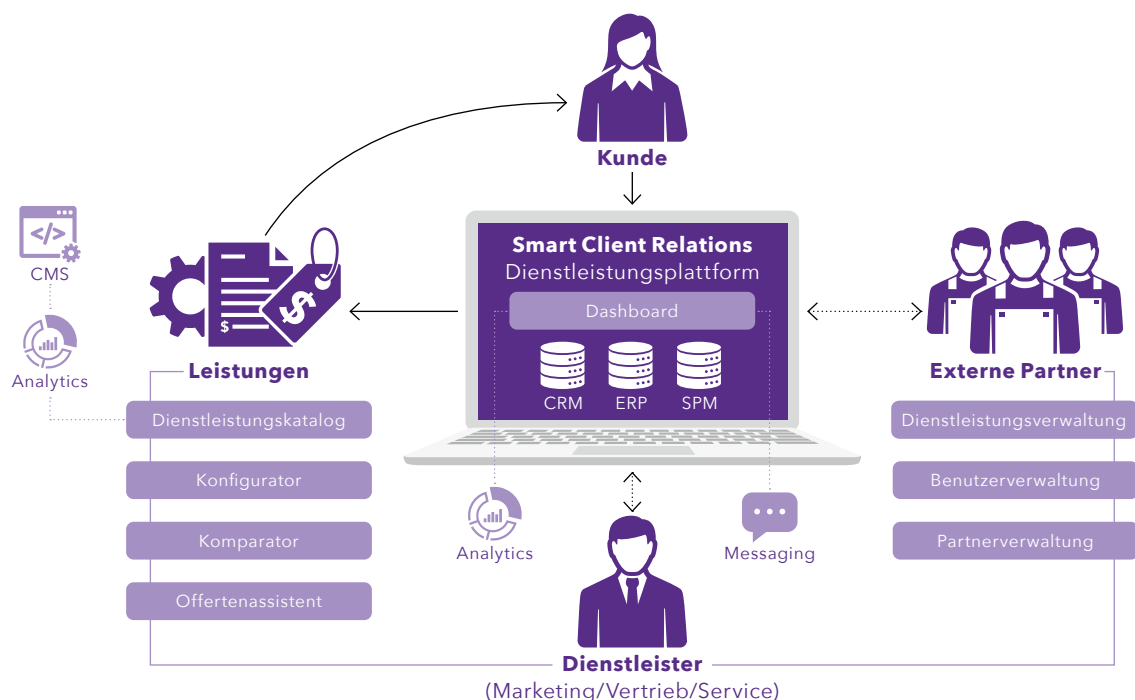 Kunde
Smart Client Relations
Dienstleistungsplattform
Dashboard
CRM
ERP
SPM
</>
CMS
Analytics
$
$
Leistungen
Dienstleistungskatalog
Konfigurator
Komparator
Offertenassistent
Externe Partner
Dienstleistungsverwaltung
Benutzerverwaltung
Partnerverwaltung
Analytics
Messaging
Dienstleister
(Marketing/Vertrieb/Service)